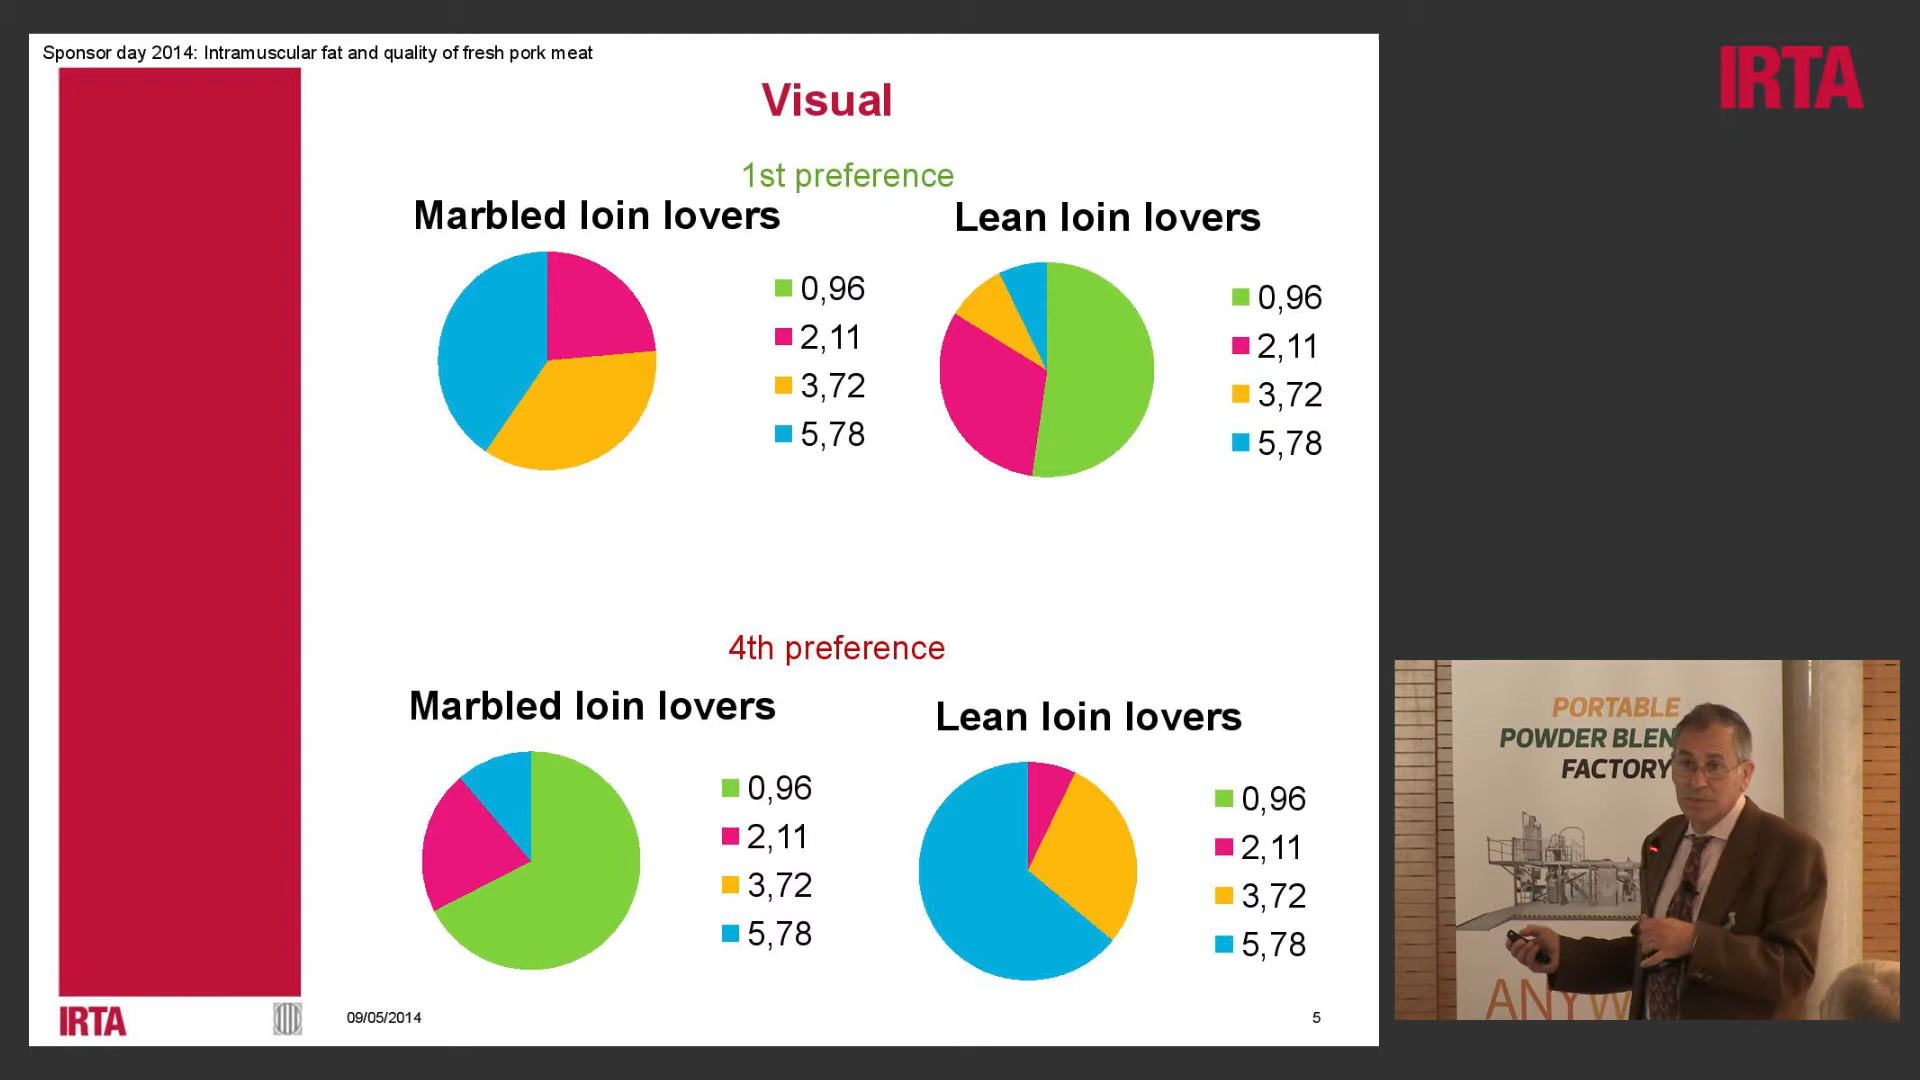 Sponsor day 2014: Intramuscular fat and quality of fresh pork meat
IRTA
Visual
1st preference
Marbled loin lovers
0,96
2,11
3,72
5,78
Lean loin lovers
0,96
2,11
3,72
5,78
4th preference
Marbled loin lovers
0,96
2,11
3,72
5,78
Lean loin lovers
0,96
2,11
3,72
5,78
IRTA
09/05/2014
5
PORTABLE
POWDER BLEN
FACTORY
ANYW